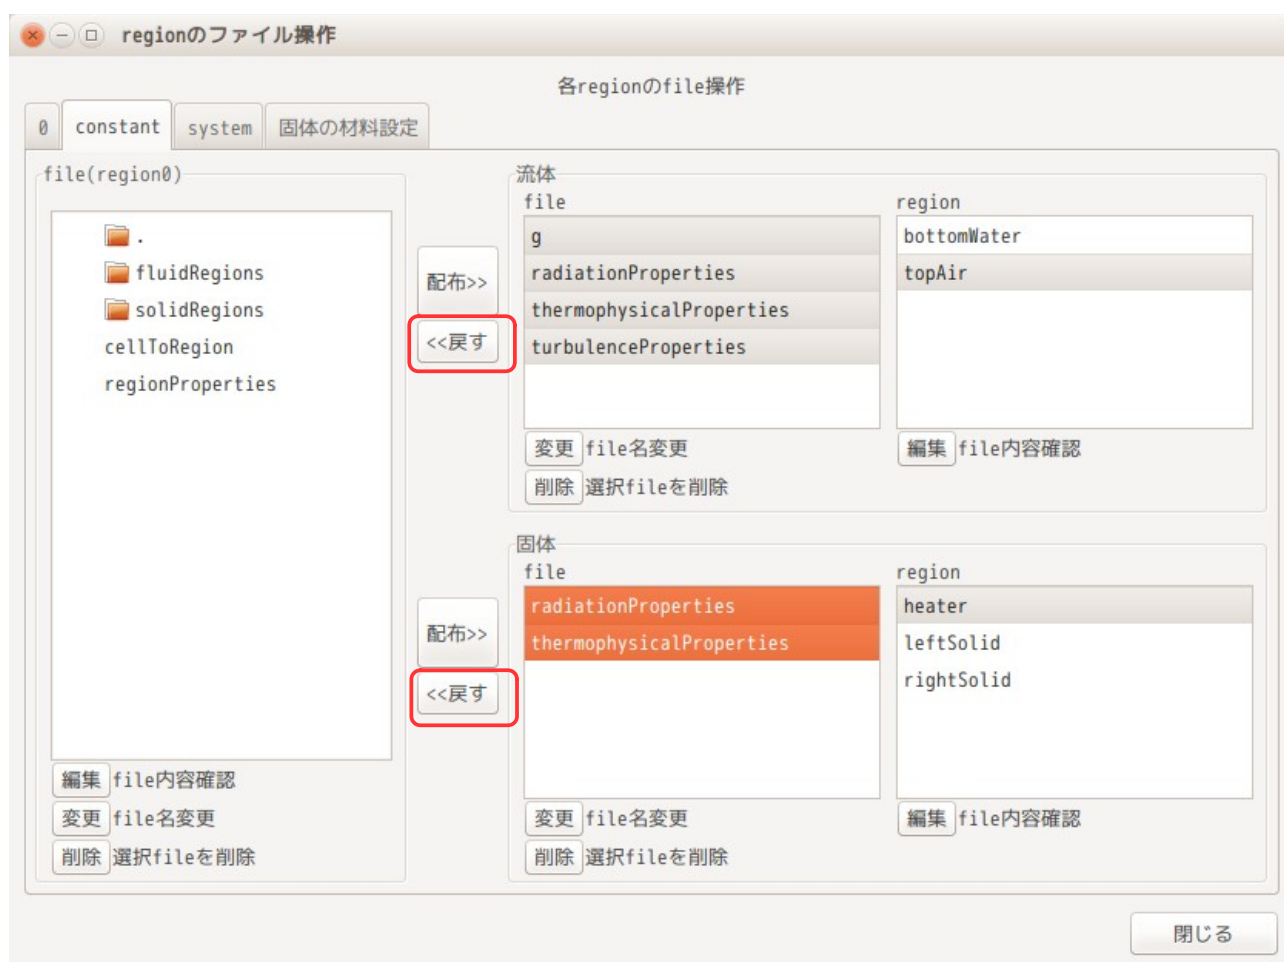 regionのファイル操作
各regionのfile操作
0 constant system 固体の材料設定
file(region0)
.
fluidRegions
solidRegions
cellToRegion
regionProperties
編集 file内容確認
変更 file名変更
削除 選択fileを削除
配布>>
<<戻す
配布>>
<<戻す
流体
file
g
radiationProperties
thermophysicalProperties
turbulenceProperties
変更 file名変更
削除 選択fileを削除
region
bottomWater
topAir
編集 file内容確認
固体
file
radiationProperties
thermophysicalProperties
変更 file名変更
削除 選択fileを削除
region
heater
leftSolid
rightSolid
編集 file内容確認
閉じる